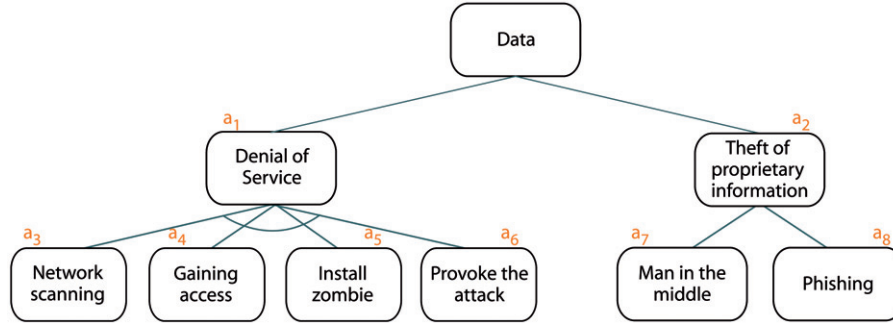 Data
a1
Denial of
Service
a2
Theft of
proprietary
information
a3
Network
scanning
a4
Gaining
access
a5
Install
zombie
a6
Provoke the
attack
a7
Man in the
middle
a8
Phishing